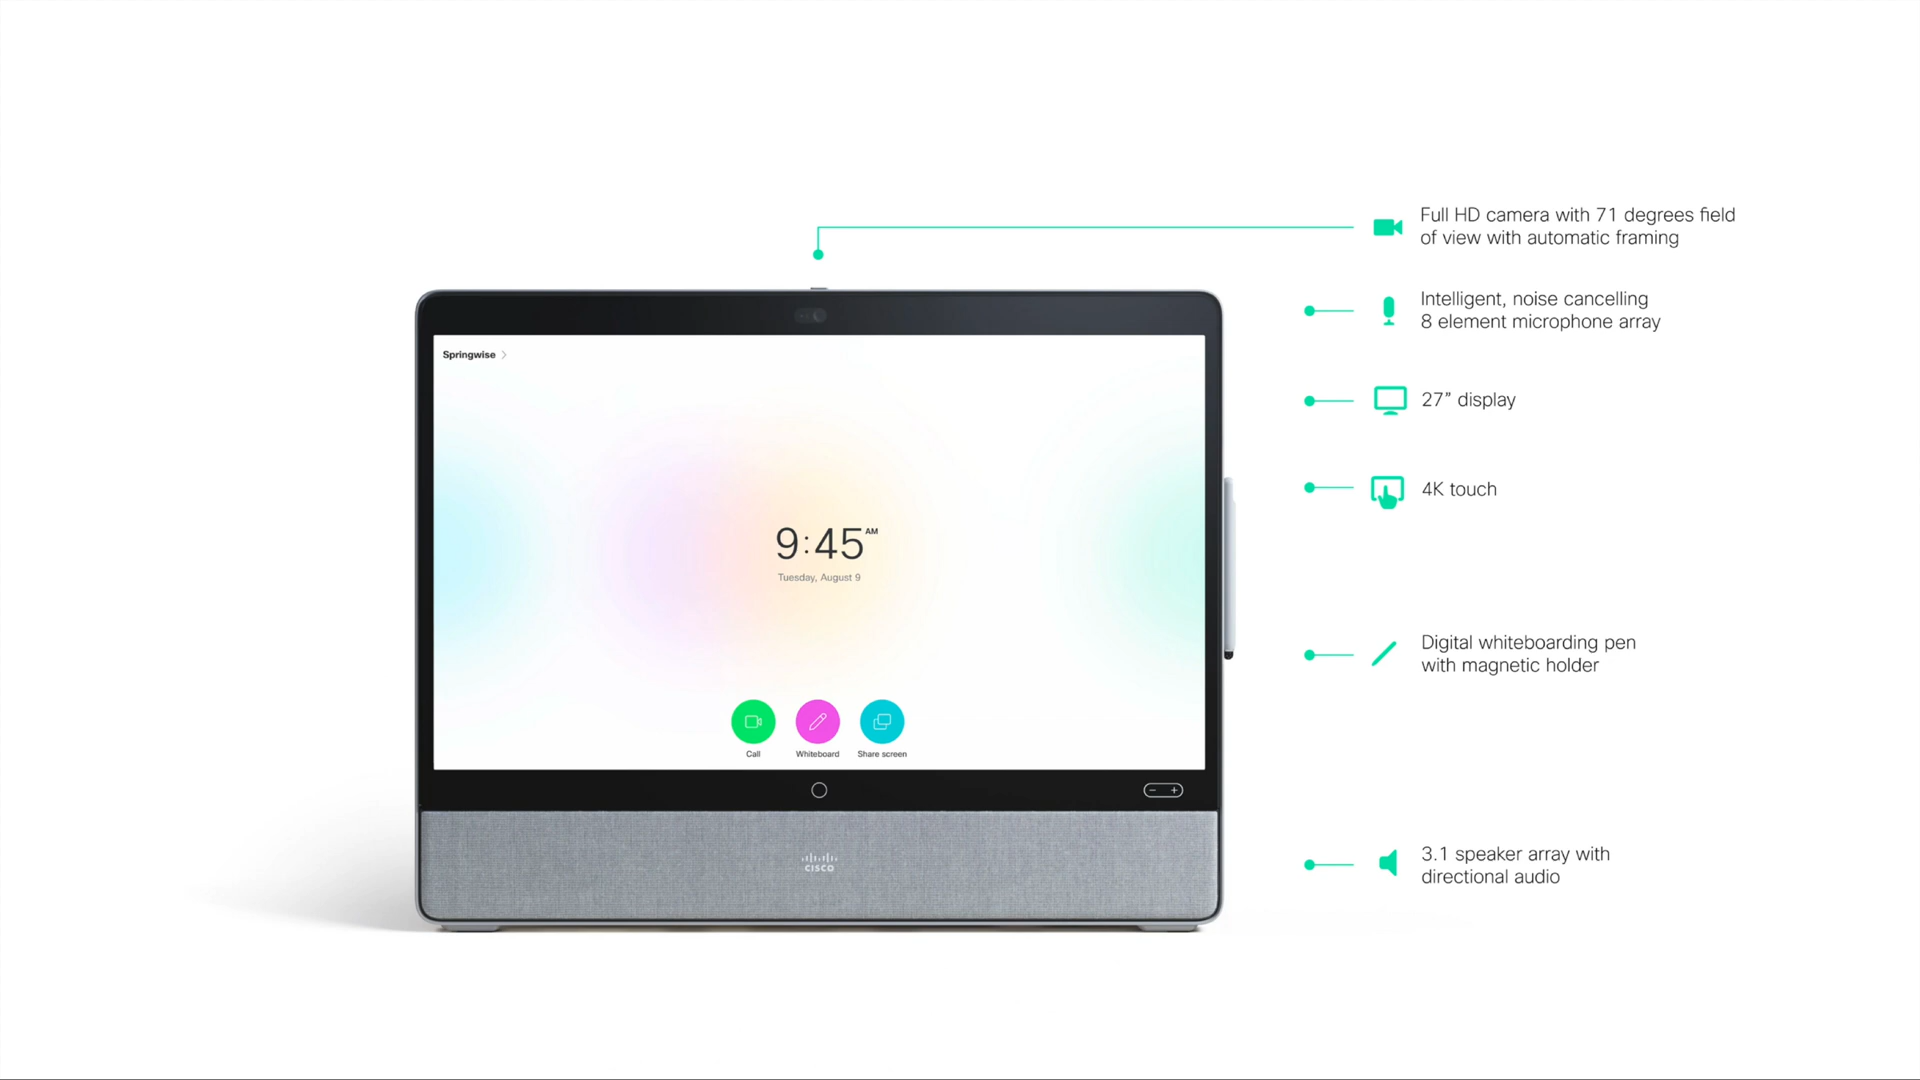 Full HD camera with 71 degrees field
of view with automatic framing
Intelligent, noise cancelling
8 element microphone array
27” display
4K touch
Digital whiteboarding pen
with magnetic holder
3.1 speaker array with
directional audio
Springwise
9:45 AM
Tuesday, August 9
Call
Whiteboard
Share screen
CISCO